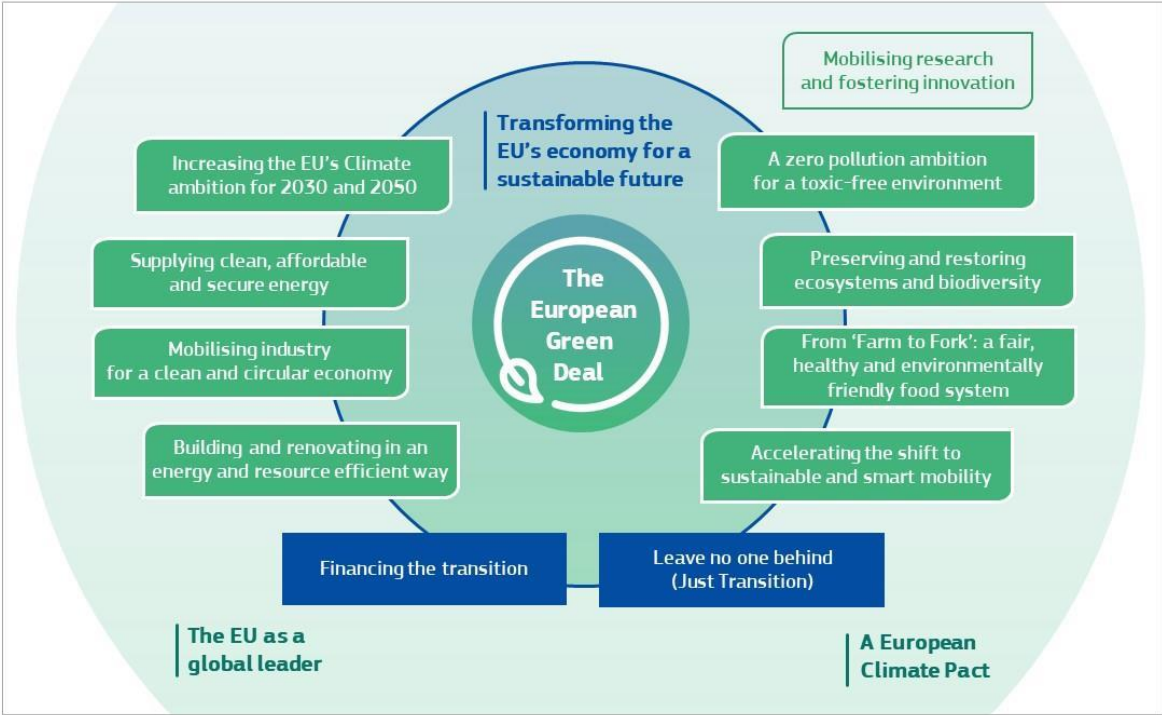 Mobilising research
and fostering innovation
Transforming the
EU's economy for a
sustainable future
Increasing the EU's Climate
ambition for 2030 and 2050
A zero pollution ambition
for a toxic-free environment
Supplying clean, affordable
and secure energy
Preserving and restoring
ecosystems and biodiversity
The
European
Green
Deal
Mobilising industry
for a clean and circular economy
From ‘Farm to Fork’: a fair,
healthy and environmentally
friendly food system
Building and renovating in an
energy and resource efficient way
Accelerating the shift to
sustainable and smart mobility
Financing the transition
Leave no one behind
(Just Transition)
The EU as a
global leader
A European
Climate Pact